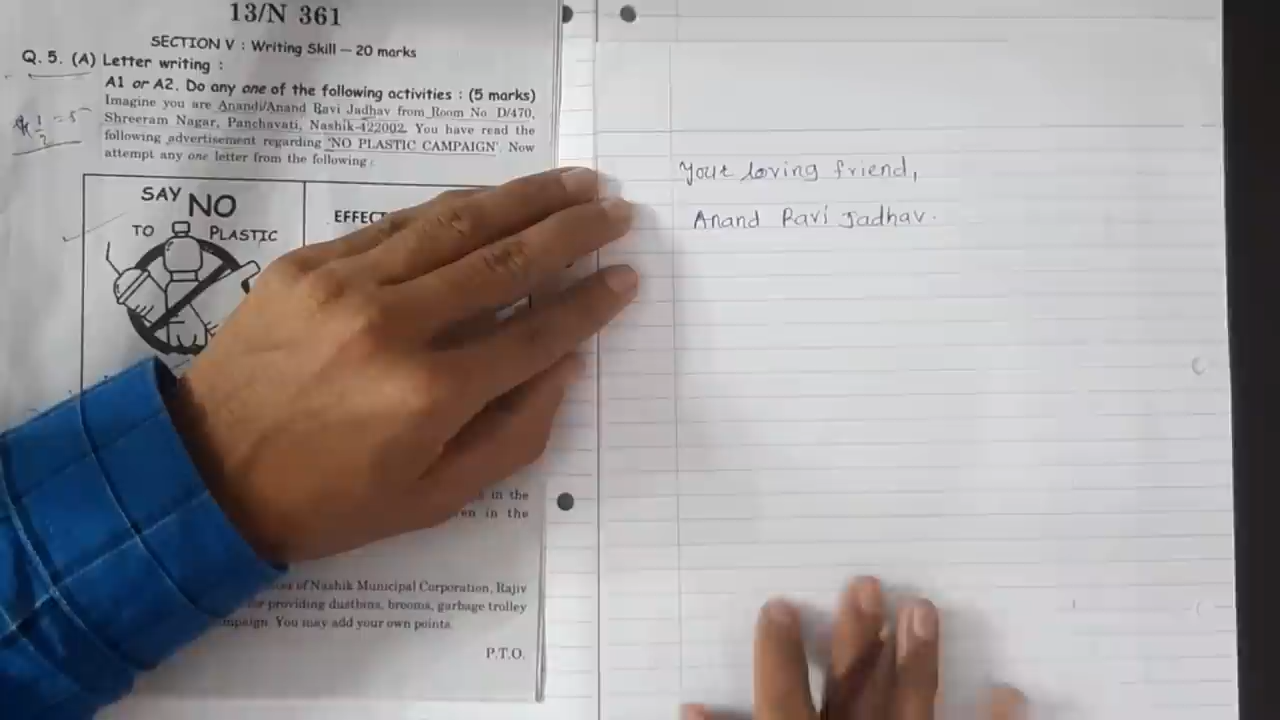 13/N 361
SECTION V : Writing Skill — 20 marks
Q. 5. (A) Letter writing :
A1 or A2. Do any one of the following activities : (5 marks)
Imagine you are Anandi/Anand Ravi Jadhav from Room No D/470,
Shreeram Nagar, Panchavati, Nashik-422002. You have read the
following advertisement regarding 'NO PLASTIC CAMPAIGN'. Now
attempt any one letter from the following :
SAY NO
TO PLASTIC
EFFECT
in the
in the
of Nashik Municipal Corporation, Rajiv
for providing dustbins, brooms, garbage trolley
campaign. You may add your own points.
P.T.O.
Your loving friend,
Anand Ravi Jadhav.